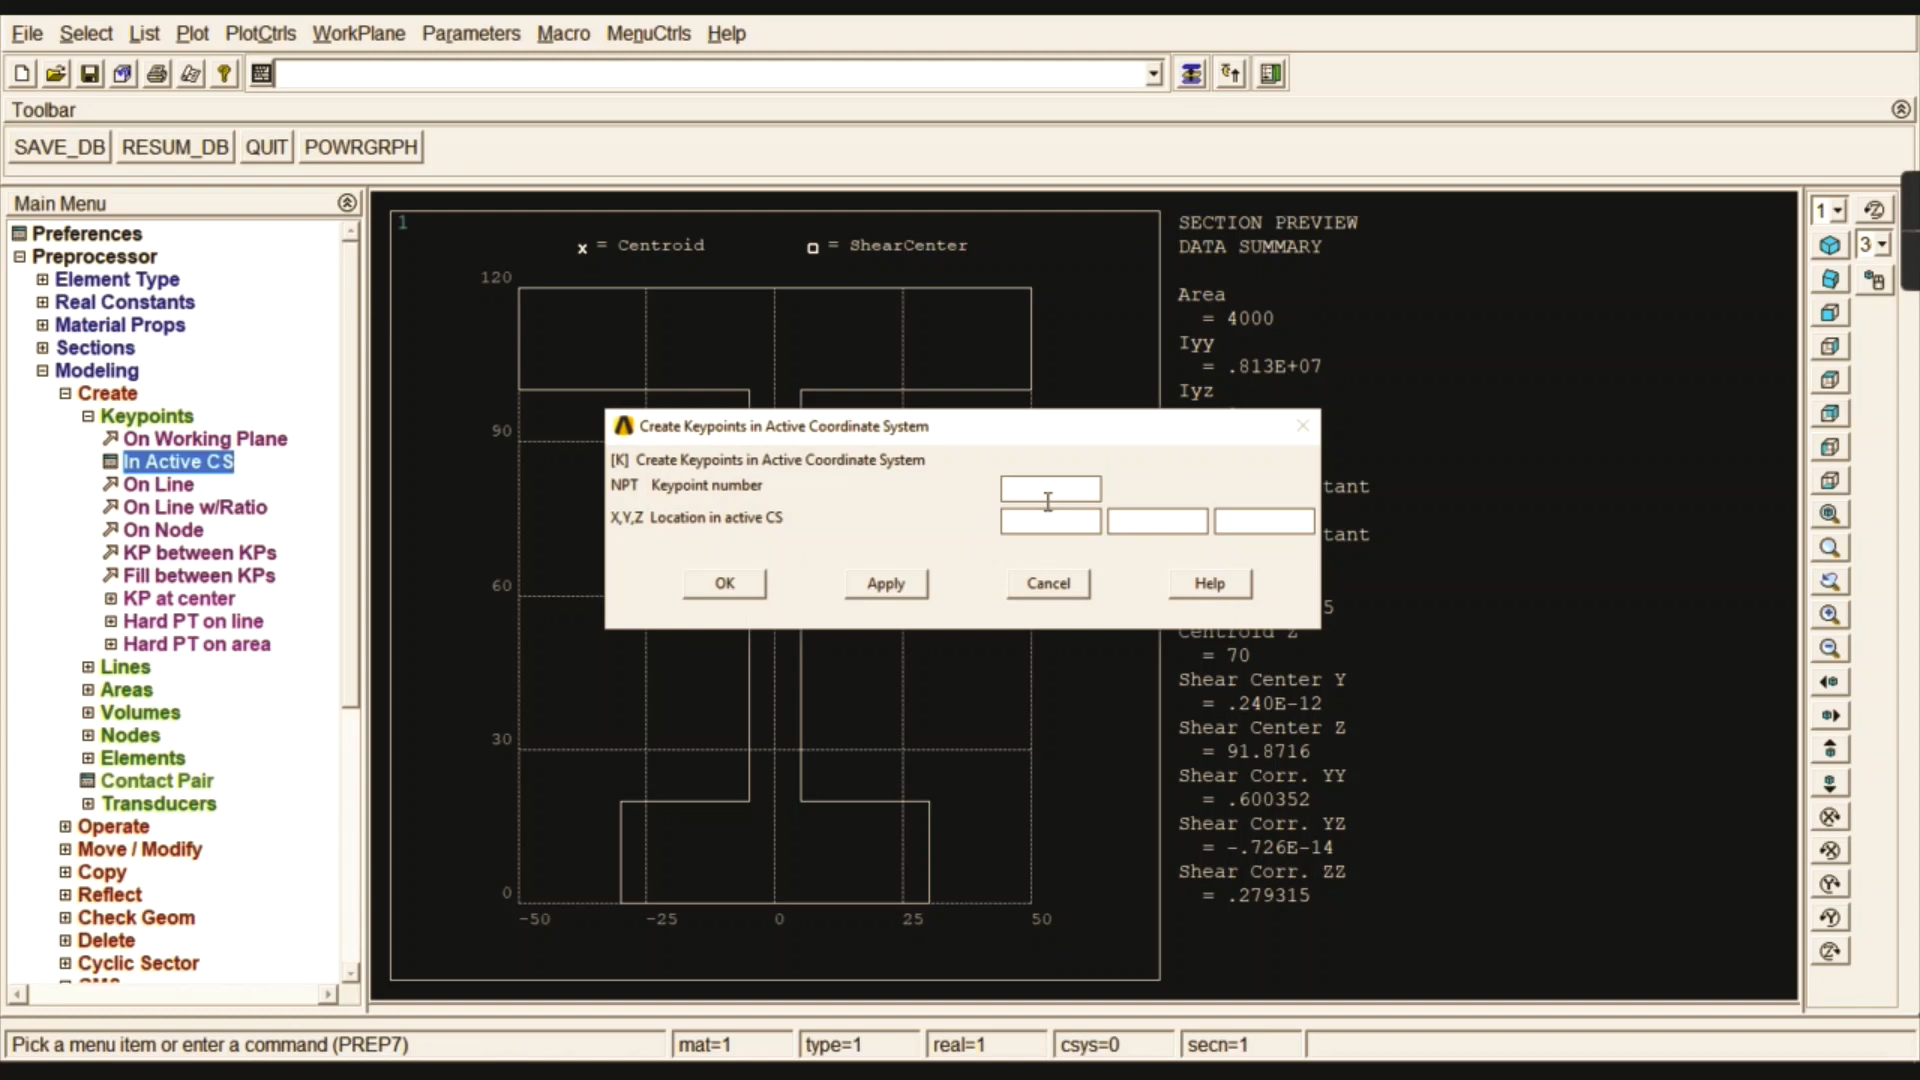 File Select List Plot PlotCtrls WorkPlane Parameters Macro MenuCtrls Help
Toolbar
SAVE_DB RESUM_DB QUIT POWRGRPH
Main Menu
Preferences
Preprocessor
Element Type
Real Constants
Material Props
Sections
Modeling
Create
Keypoints
On Working Plane
In Active CS
On Line
On Line w/Ratio
On Node
KP between KPs
Fill between KPs
KP at center
Hard PT on line
Hard PT on area
Lines
Areas
Volumes
Nodes
Elements
Contact Pair
Transducers
Operate
Move / Modify
Copy
Reflect
Check Geom
Delete
Cyclic Sector
1
x = Centroid
= ShearCenter
120
90
60
30
0
-50 -25 0 25 50
SECTION PREVIEW
DATA SUMMARY
Area
= 4000
Iyy
= .813E+07
Iyz
tant
tant
5
Centroid Z
= 70
Shear Center Y
= .240E-12
Shear Center Z
= 91.8716
Shear Corr. YY
= .600352
Shear Corr. YZ
= -.726E-14
Shear Corr. ZZ
= .279315
Create Keypoints in Active Coordinate System
[K] Create Keypoints in Active Coordinate System
NPT Keypoint number
X,Y,Z Location in active CS
OK Apply Cancel Help
1
3
Pick a menu item or enter a command (PREP7) mat=1 type=1 real=1 csys=0 secn=1